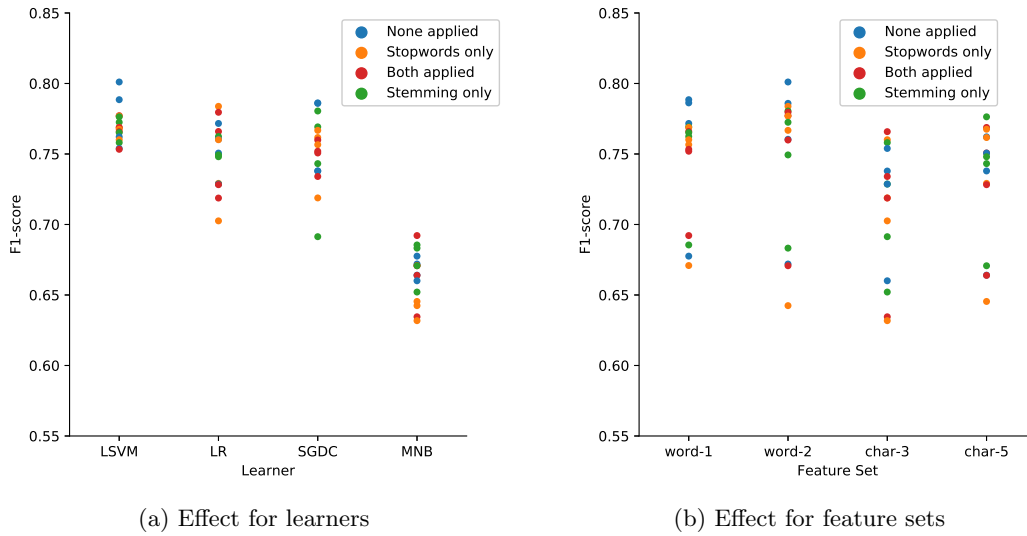 0.85
0.80
0.75
0.70
0.65
0.60
0.55
F1-score
None applied
Stopwords only
Both applied
Stemming only
LSVM LR SGDC MNB
Learner
(a) Effect for learners
0.85
0.80
0.75
0.70
0.65
0.60
0.55
F1-score
None applied
Stopwords only
Both applied
Stemming only
word-1 word-2 char-3 char-5
Feature Set
(b) Effect for feature sets